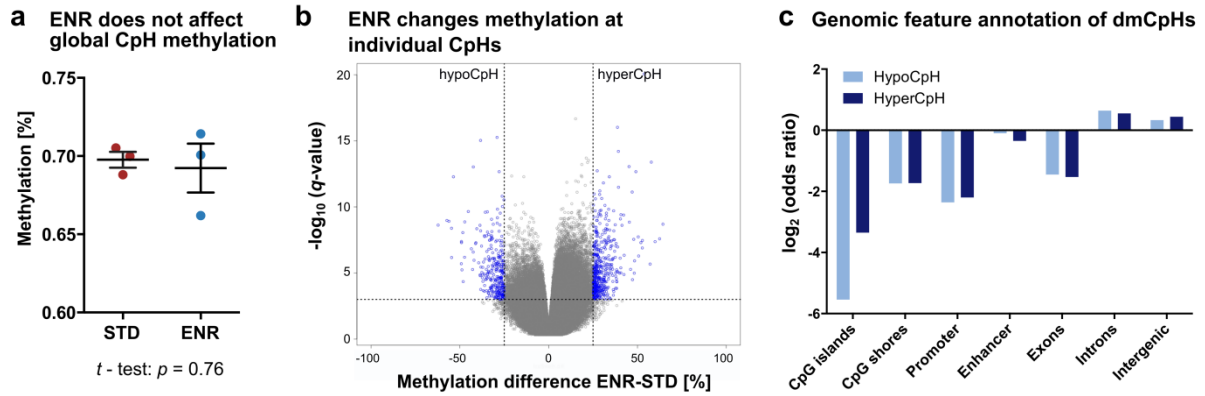 a ENR does not affect
global CpH methylation
Methylation [%]
0.75
0.70
0.65
0.60
STD ENR
t - test: p = 0.76
b ENR changes methylation at
individual CpHs
hypoCpH hyperCpH
-log10 (q-value)
20
15
10
5
0
-100 -50 0 50 100
Methylation difference ENR-STD [%]
c Genomic feature annotation of dmCpHs
HypoCpH
HyperCpH
log2 (odds ratio)
2
0
-2
-4
-6
CpG islands
CpG shores
Promoter
Enhancer
Exons
Introns
Intergenic